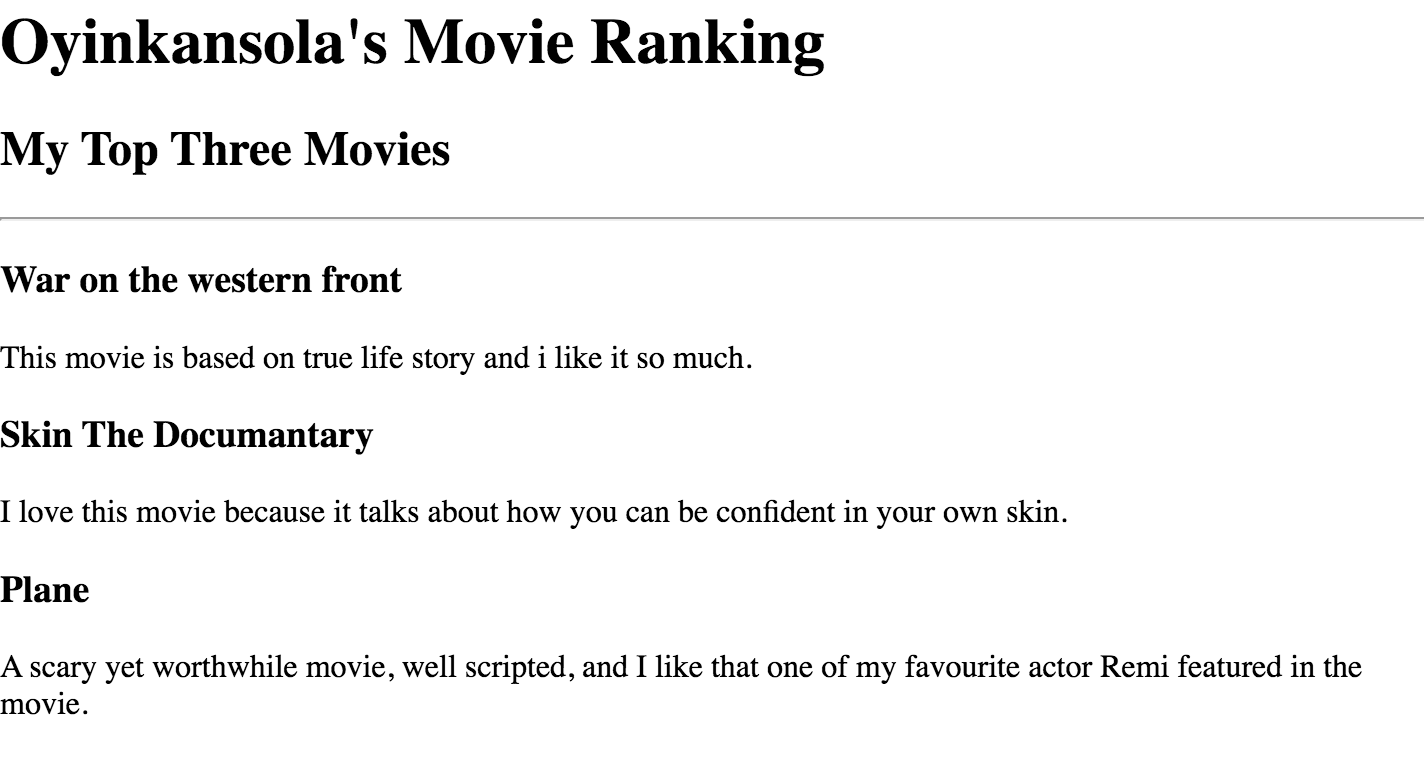 Oyinkansola's Movie Ranking
My Top Three Movies
War on the western front
This movie is based on true life story and i like it so much.
Skin The Documantary
I love this movie because it talks about how you can be confident in your own skin.
Plane
A scary yet worthwhile movie, well scripted, and I like that one of my favourite actor Remi featured in the
movie.